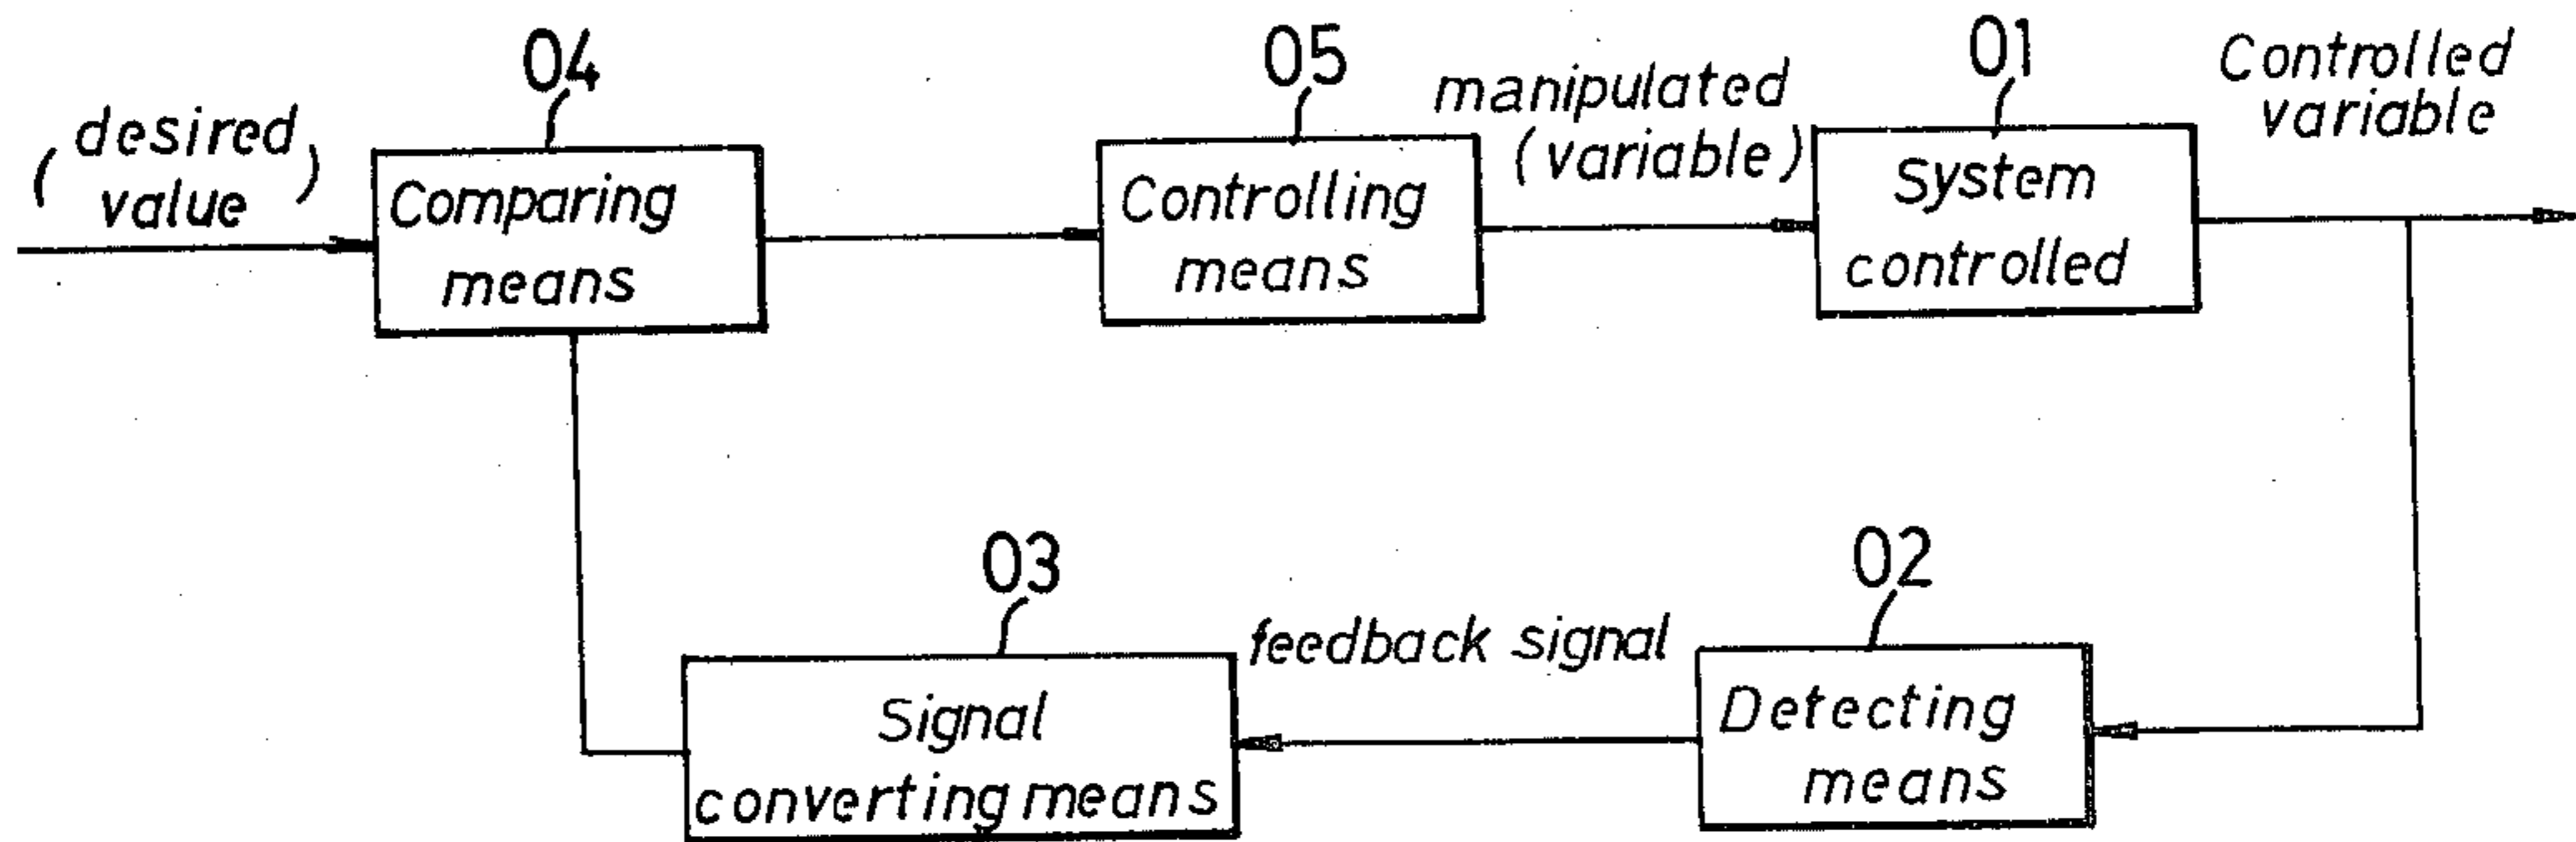 04
05
01
Controlled
variable
manipulated
(variable)
(desired)
value
Comparing
means
Controlling
means
System
controlled
03
02
feedback signal
Signal
converting means
Detecting
means